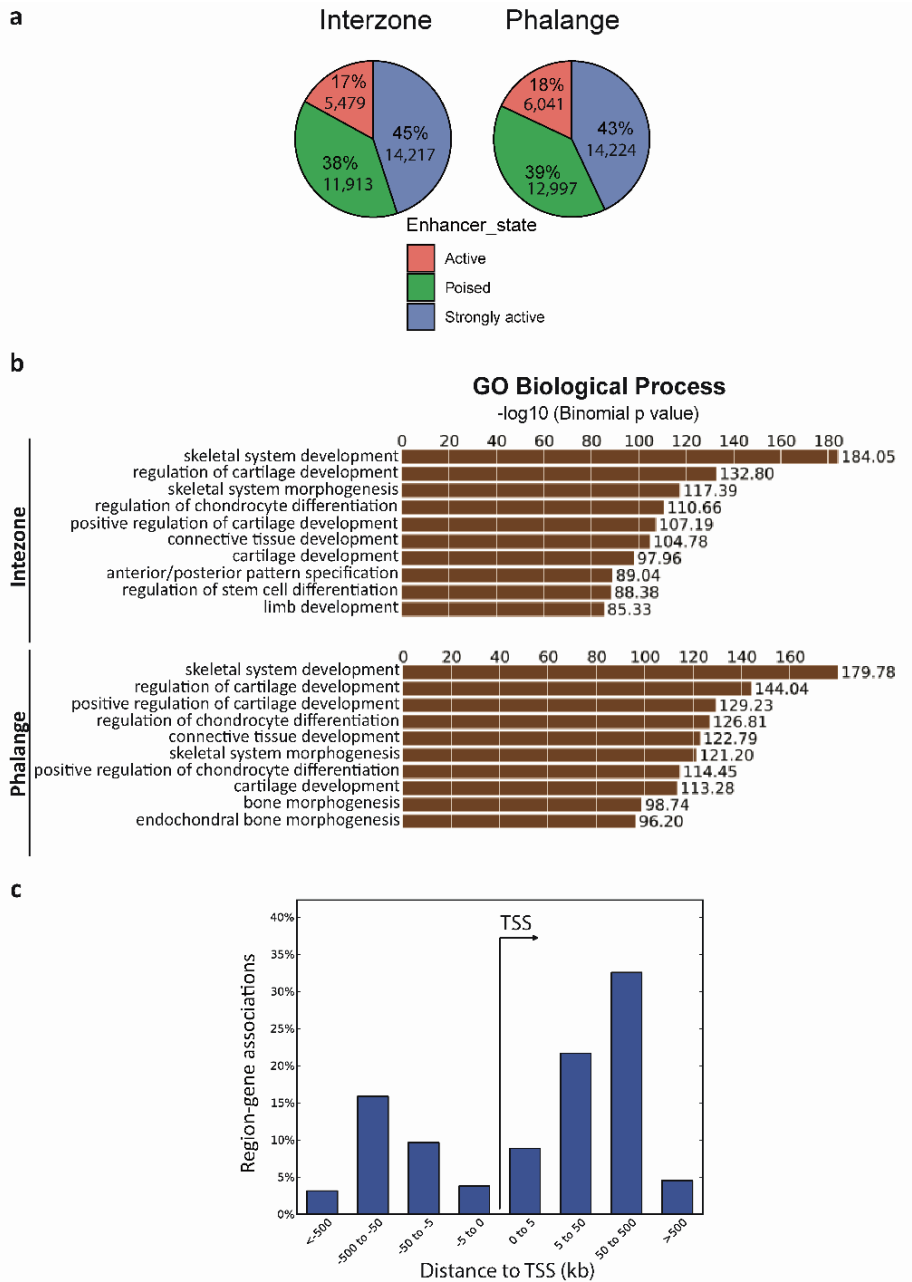 a
Interzone
Phalange
17%
5,479
45%
14,217
38%
11,913
18%
6,041
43%
14,224
39%
12,997
Enhancer_state
Active
Poised
Strongly active
b
GO Biological Process
-log10 (Binomial p value)
Intezone
0 20 40 60 80 100 120 140 160 180
skeletal system development 184.05
regulation of cartilage development 132.80
skeletal system morphogenesis 117.39
regulation of chondrocyte differentiation 110.66
positive regulation of cartilage development 107.19
connective tissue development 104.78
cartilage development 97.96
anterior/posterior pattern specification 89.04
regulation of stem cell differentiation 88.38
limb development 85.33
Phalange
0 20 40 60 80 100 120 140 160
skeletal system development 179.78
regulation of cartilage development 144.04
positive regulation of cartilage development 129.23
regulation of chondrocyte differentiation 126.81
connective tissue development 122.79
skeletal system morphogenesis 121.20
positive regulation of chondrocyte differentiation 114.45
cartilage development 113.28
bone morphogenesis 98.74
endochondral bone morphogenesis 96.20
c
Region-gene associations
40%
35%
30%
25%
20%
15%
10%
5%
0%
TSS
<-500
-500 to -50
-50 to -5
-5 to 0
0 to 5
5 to 50
50 to 500
>500
Distance to TSS (kb)